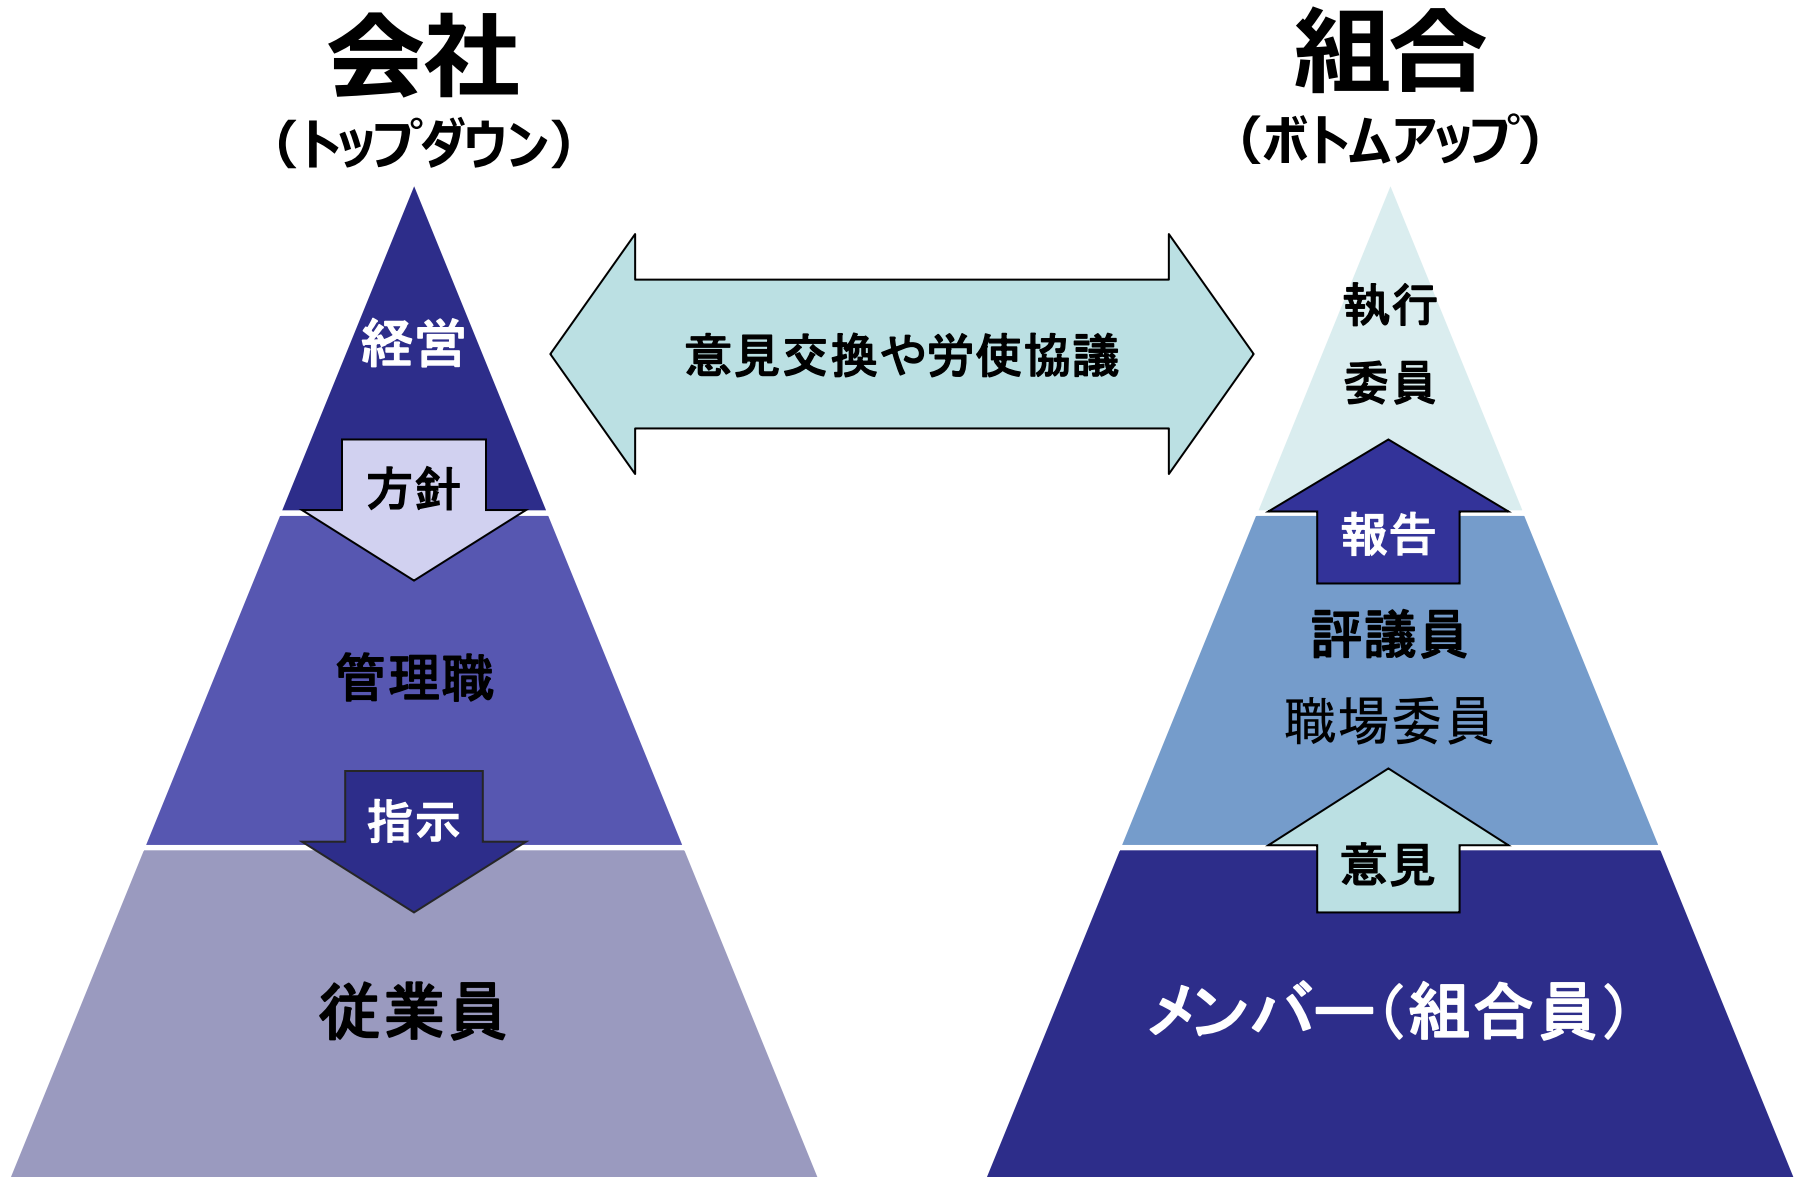 会社
（トップダウン）
経営
方針
管理職
指示
従業員
意見交換や労使協議
組合
（ボトムアップ）
執行
委員
報告
評議員
職場委員
意見
メンバー（組合員）